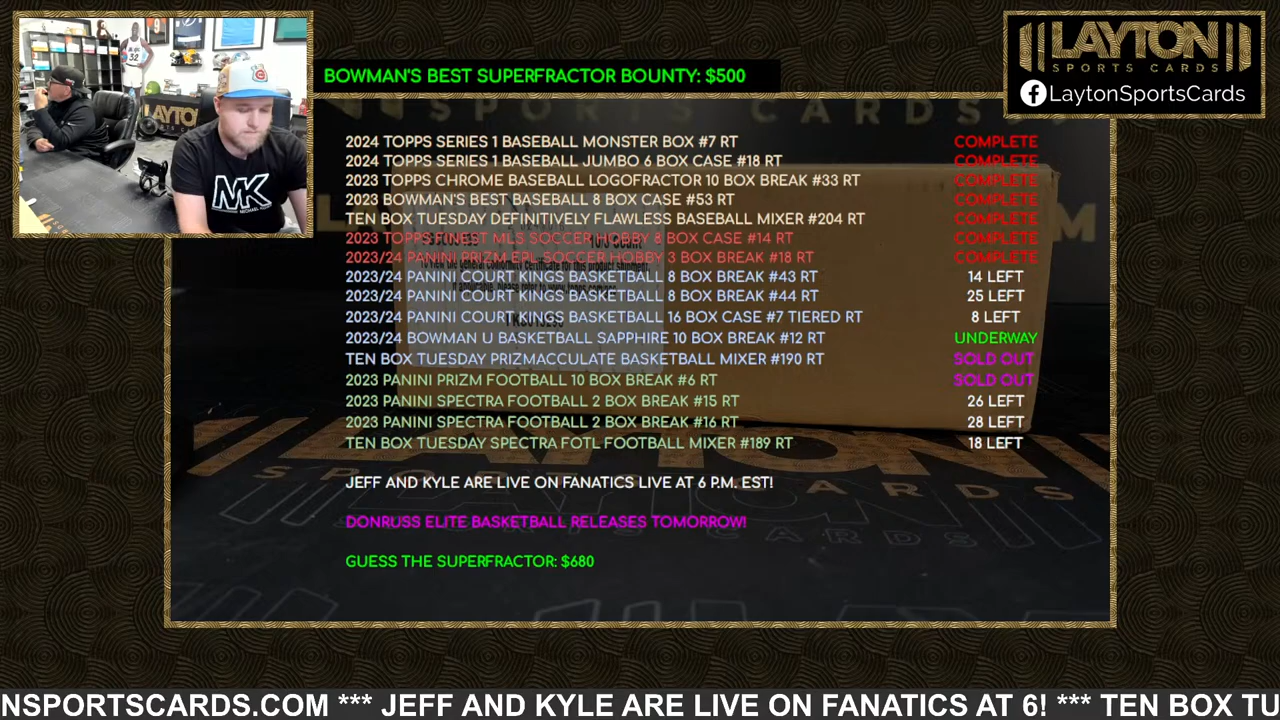 BOWMAN'S BEST SUPERFRACTOR BOUNTY: $500
LAYTON
SPORTS CARDS
LaytonSportsCards
32
LAYTON
MK
2024 TOPPS SERIES 1 BASEBALL MONSTER BOX #7 RT COMPLETE
2024 TOPPS SERIES 1 BASEBALL JUMBO 6 BOX CASE #18 RT COMPLETE
2023 TOPPS CHROME BASEBALL LOGOFRACTOR 10 BOX BREAK #33 RT COMPLETE
2023 BOWMAN'S BEST BASEBALL 8 BOX CASE #53 RT COMPLETE
TEN BOX TUESDAY DEFINITIVELY FLAWLESS BASEBALL MIXER #204 RT COMPLETE
2023 TOPPS FINEST MLS SOCCER HOBBY 8 BOX CASE #14 RT COMPLETE
2023/24 PANINI PRIZM EPL SOCCER HOBBY 3 BOX BREAK #18 RT COMPLETE
2023/24 PANINI COURT KINGS BASKETBALL 8 BOX BREAK #43 RT 14 LEFT
2023/24 PANINI COURT KINGS BASKETBALL 8 BOX BREAK #44 RT 25 LEFT
2023/24 PANINI COURT KINGS BASKETBALL 16 BOX CASE #7 TIERED RT 8 LEFT
2023/24 BOWMAN U BASKETBALL SAPPHIRE 10 BOX BREAK #12 RT UNDERWAY
TEN BOX TUESDAY PRIZMACCULATE BASKETBALL MIXER #190 RT SOLD OUT
2023 PANINI PRIZM FOOTBALL 10 BOX BREAK #6 RT SOLD OUT
2023 PANINI SPECTRA FOOTBALL 2 BOX BREAK #15 RT 26 LEFT
2023 PANINI SPECTRA FOOTBALL 2 BOX BREAK #16 RT 28 LEFT
TEN BOX TUESDAY SPECTRA FOTL FOOTBALL MIXER #189 RT 18 LEFT
JEFF AND KYLE ARE LIVE ON FANATICS LIVE AT 6 P.M. EST!
DONRUSS ELITE BASKETBALL RELEASES TOMORROW!
GUESS THE SUPERFRACTOR: $680
NSPORTSCARDS.COM *** JEFF AND KYLE ARE LIVE ON FANATICS AT 6! *** TEN BOX TU